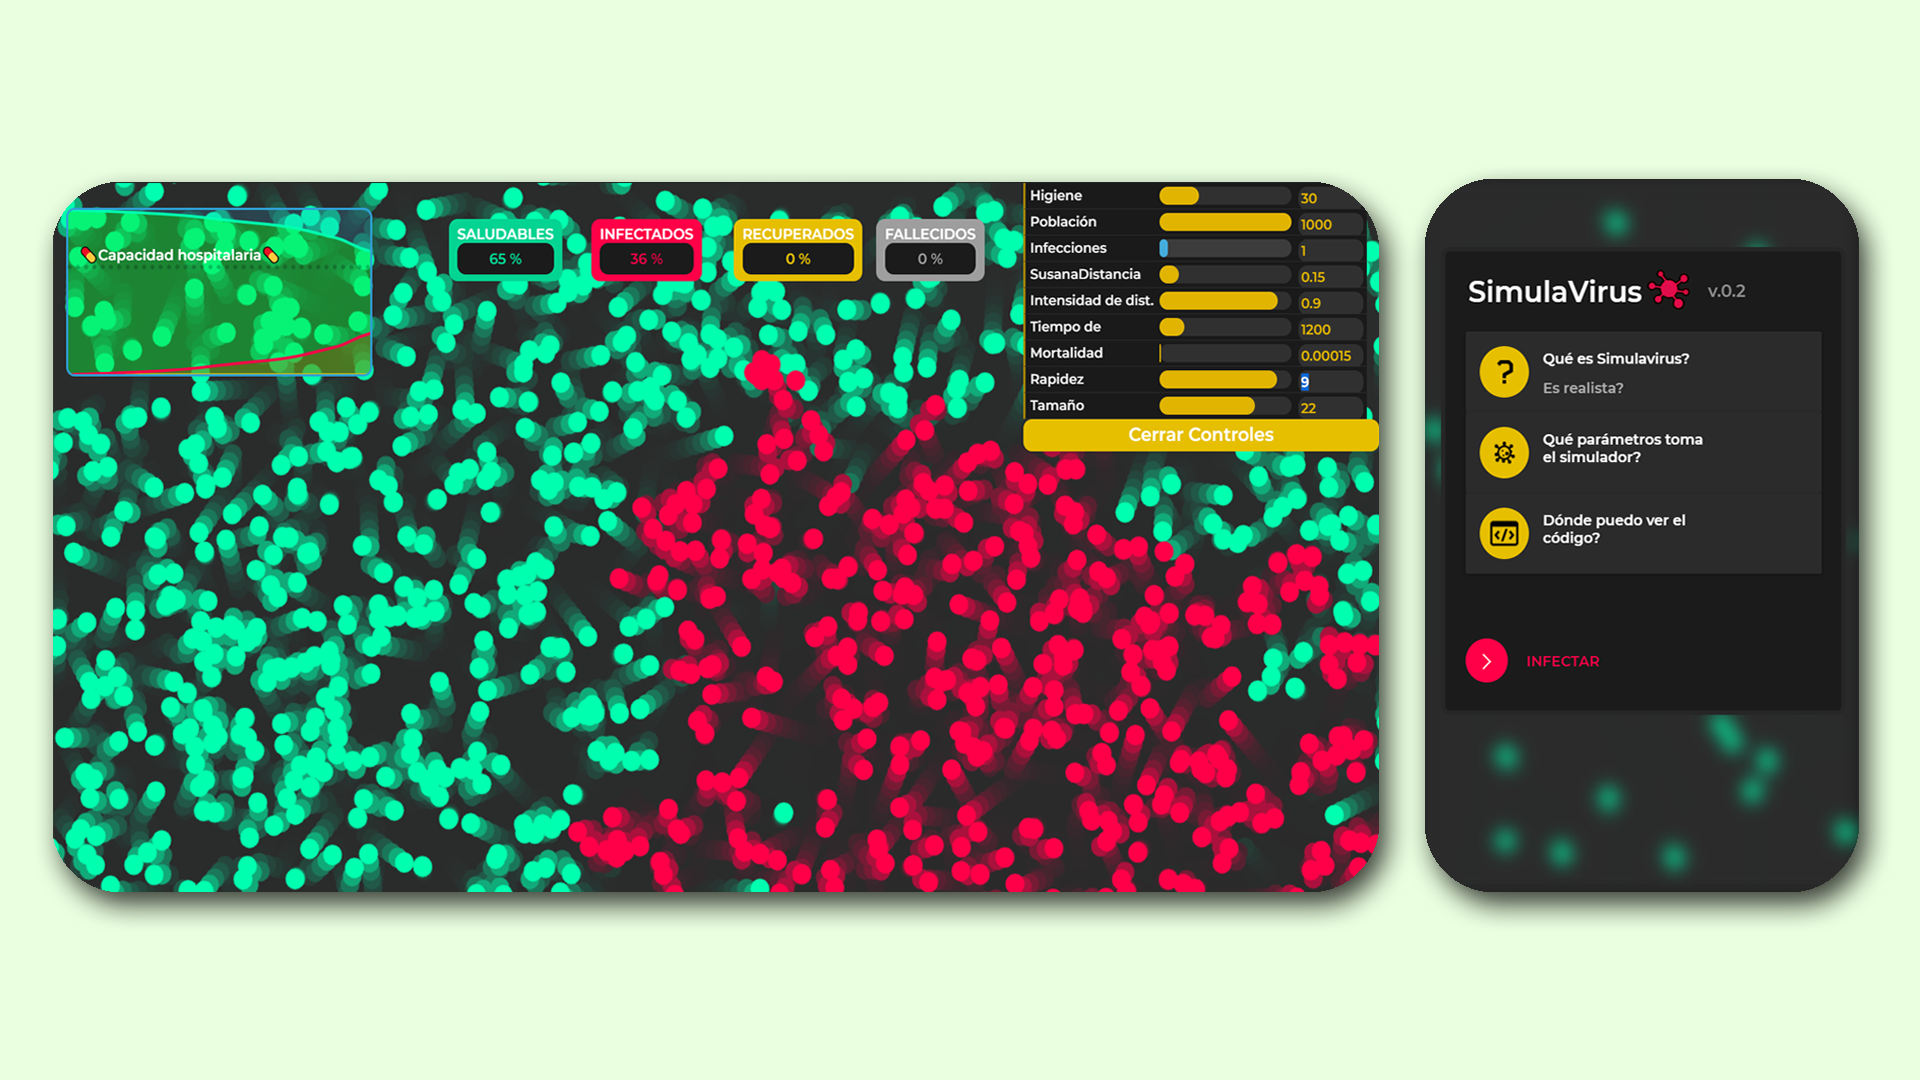 Capacidad hospitalaria
SALUDABLES
65 %
INFECTADOS
36 %
RECUPERADOS
0 %
FALLECIDOS
0 %
Higiene 30
Población 1000
Infecciones 1
SusanaDistancia 0.15
Intensidad de dist. 0.9
Tiempo de 1200
Mortalidad 0.00015
Rapidez 9
Tamaño 22
Cerrar Controles
SimulaVirus v.0.2
?
Qué es Simulavirus?
Es realista?
Qué parámetros toma
el simulador?
</>
Dónde puedo ver el
código?
INFECTAR